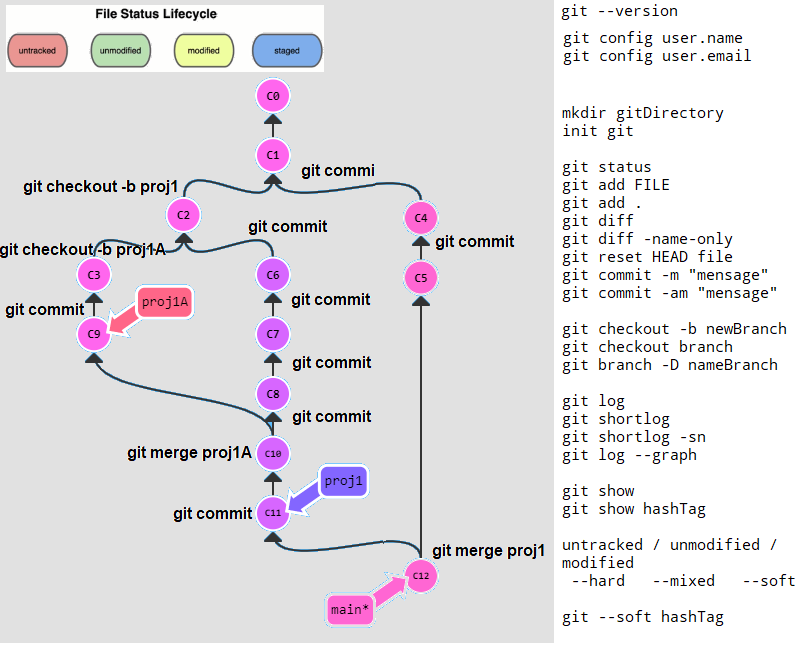 File Status Lifecycle
untracked
unmodified
modified
staged
C0
C1
git commi
git checkout -b proj1
C2
C4
git commit
git commit
git checkout -b proj1A
C3
C6
C5
git commit
proj1A
git commit
C9
C7
git commit
C8
git commit
git merge proj1A
C10
proj1
git commit
C11
git merge proj1
C12
main*
git --version
git config user.name
git config user.email
mkdir gitDirectory
init git
git status
git add FILE
git add .
git diff
git diff -name-only
git reset HEAD file
git commit -m "mensage"
git commit -am "mensage"
git checkout -b newBranch
git checkout branch
git branch -D nameBranch
git log
git shortlog
git shortlog -sn
git log --graph
git show
git show hashTag
untracked / unmodified /
modified
--hard --mixed --soft
git --soft hashTag